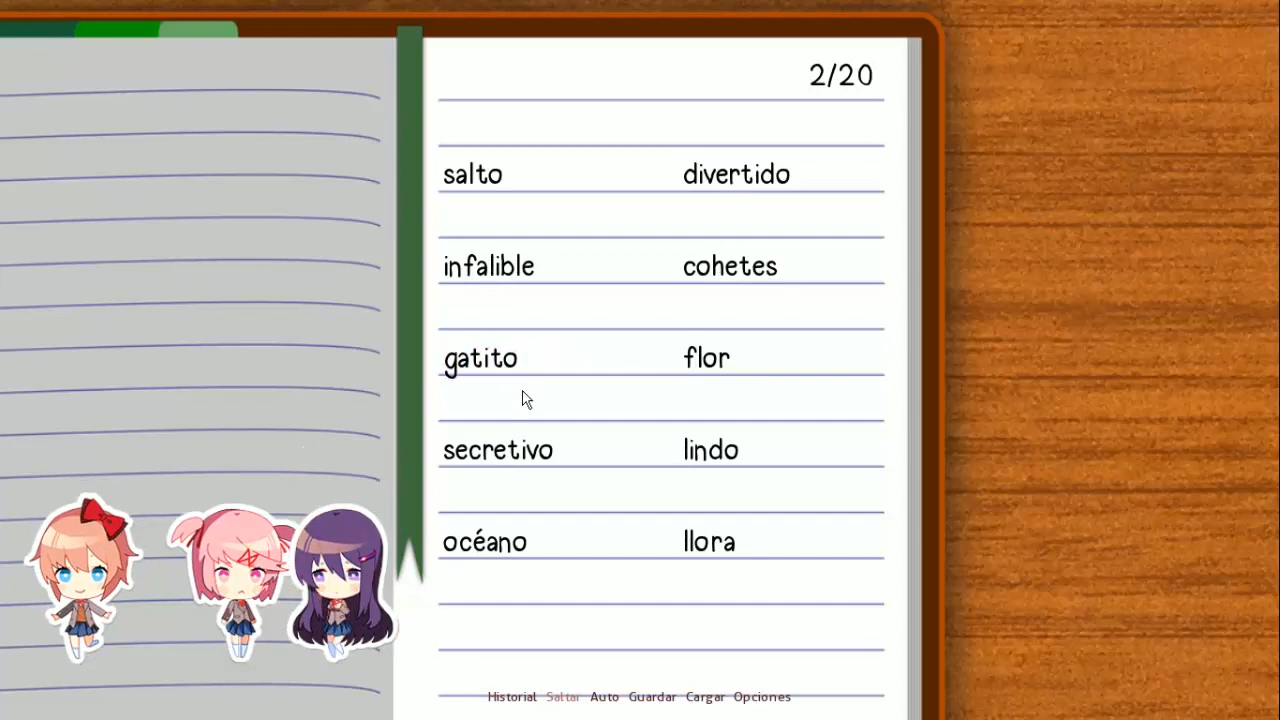 2/20
salto divertido
infalible cohetes
gatito flor
secretivo lindo
océano llora
Historial Saltar Auto Guardar Cargar Opciones